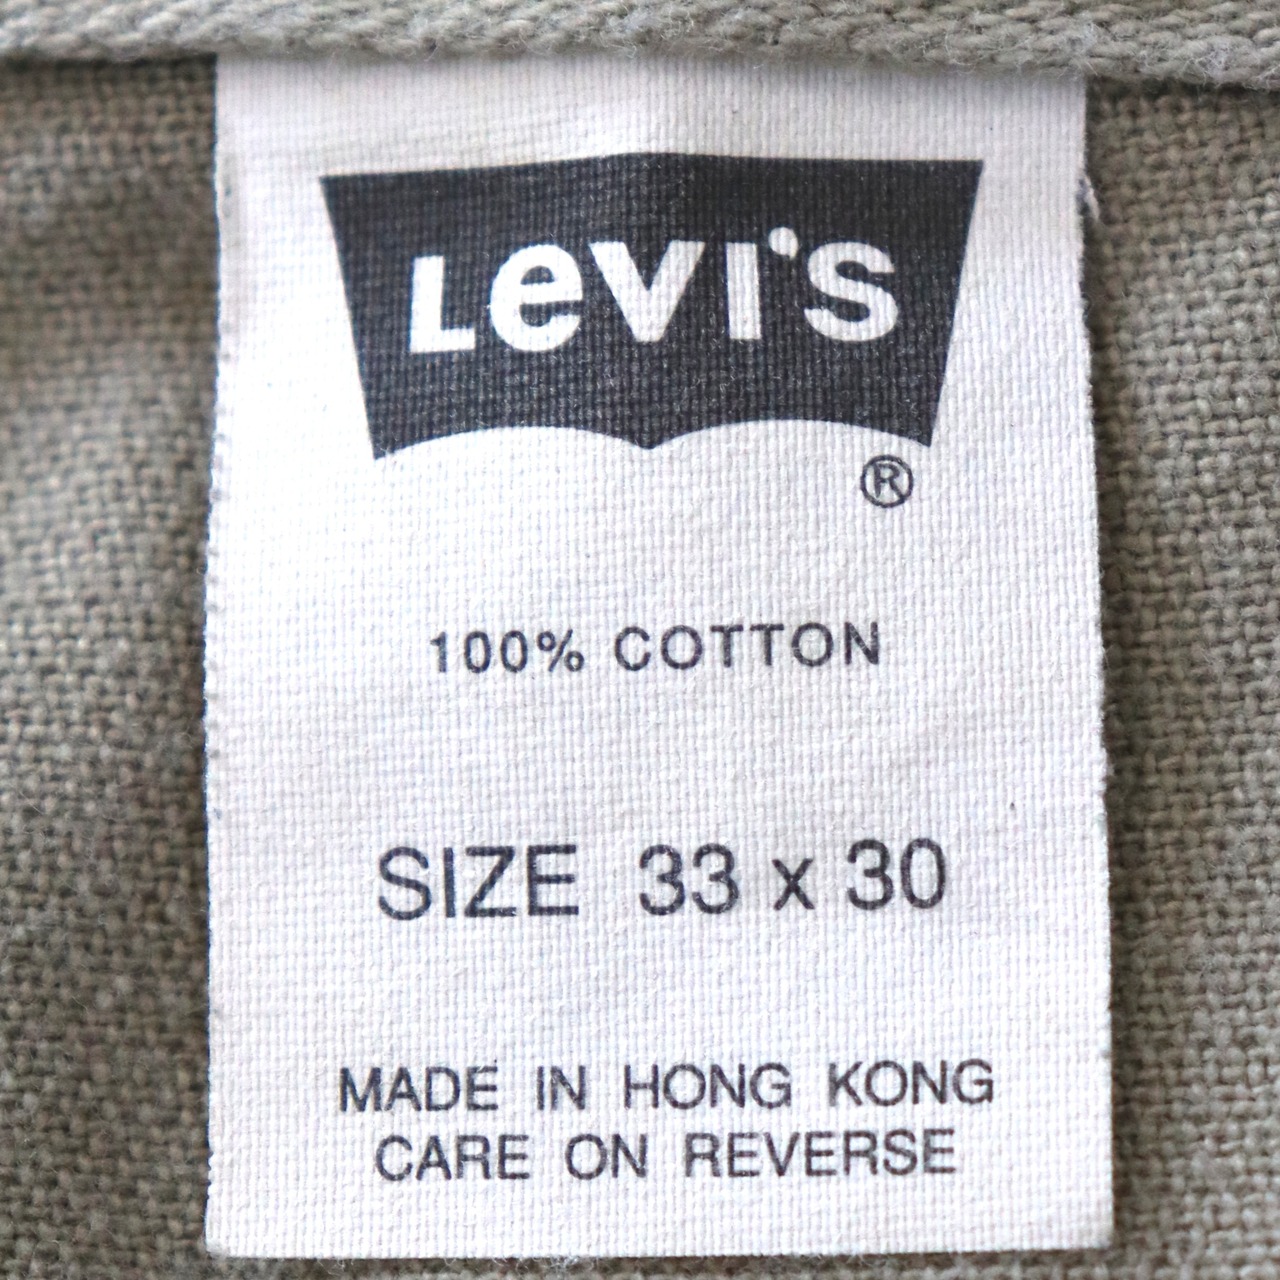 LeVI'S
®
100% COTTON
SIZE 33 x 30
MADE IN HONG KONG
CARE ON REVERSE